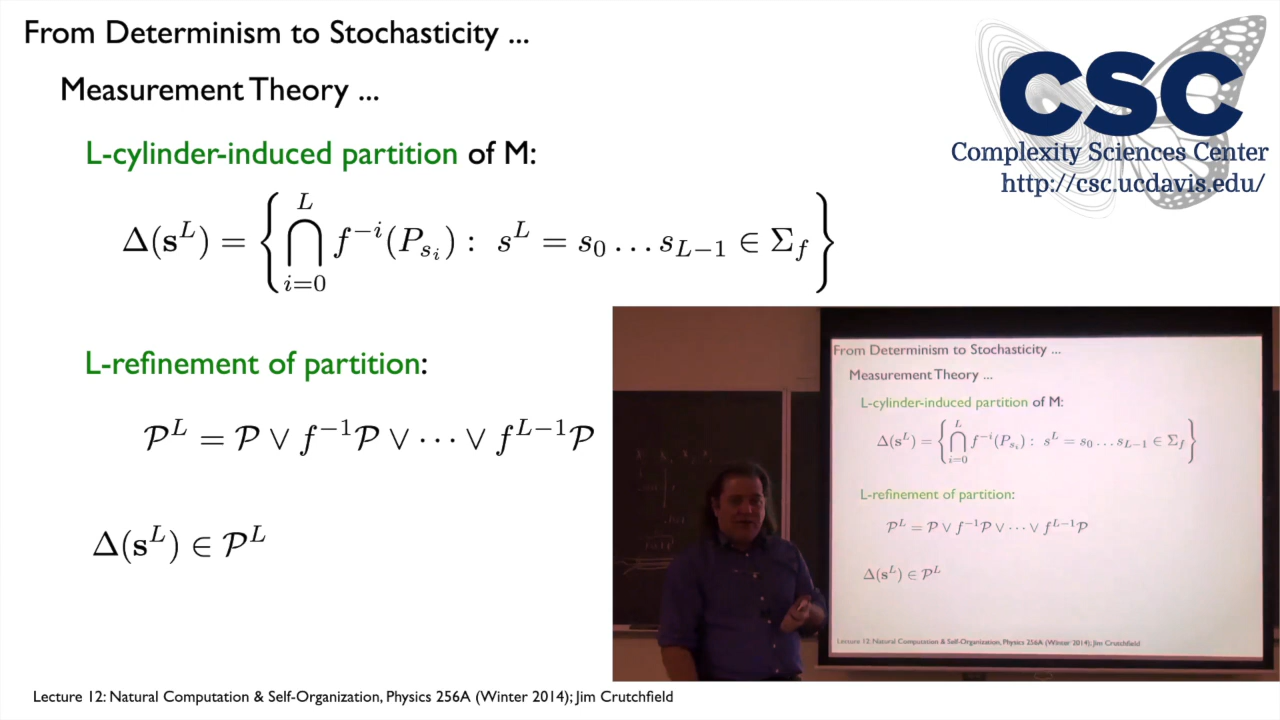 From Determinism to Stochasticity ...
Measurement Theory ...
L-cylinder-induced partition of M:
Δ(s^L) = { ⋂_{i=0}^{L} f^{-i}(P_{s_i}) : s^L = s_0 … s_{L-1} ∈ Σ_f }
L-refinement of partition:
𝒫^L = 𝒫 ∨ f^{-1}𝒫 ∨ ⋯ ∨ f^{L-1}𝒫
Δ(s^L) ∈ 𝒫^L
Lecture 12: Natural Computation & Self-Organization, Physics 256A (Winter 2014); Jim Crutchfield
CSC
Complexity Sciences Center
http://csc.ucdavis.edu/
From Determinism to Stochasticity ...
Measurement Theory ...
L-cylinder-induced partition of M:
Δ(s^L) = { ⋂_{i=0}^{L} f^{-i}(P_{s_i}) : s^L = s_0 … s_{L-1} ∈ Σ_f }
L-refinement of partition:
𝒫^L = 𝒫 ∨ f^{-1}𝒫 ∨ ⋯ ∨ f^{L-1}𝒫
Δ(s^L) ∈ 𝒫^L
Lecture 12: Natural Computation & Self-Organization, Physics 256A (Winter 2014); Jim Crutchfield